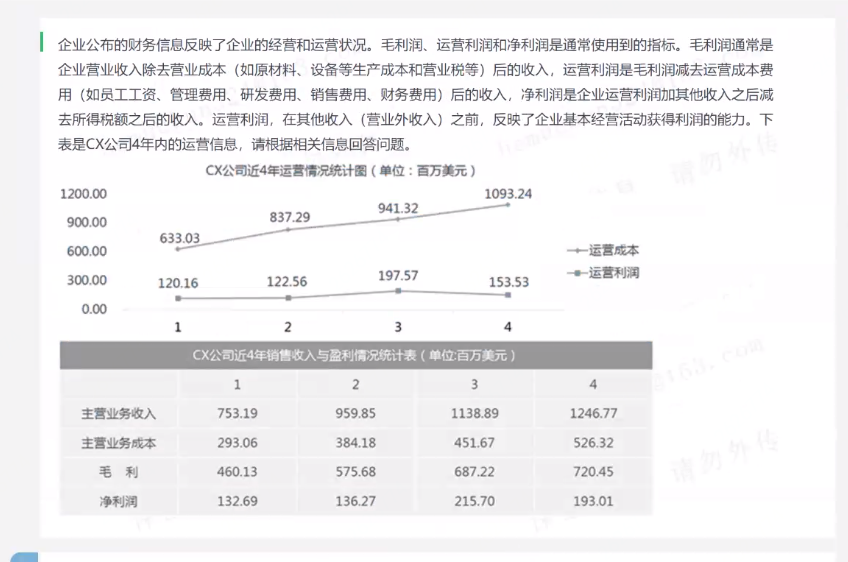 企业公布的财务信息反映了企业的经营和运营状况。毛利润、运营利润和净利润是通常使用到的指标。毛利润通常是
企业营业收入除去营业成本（如原材料、设备等生产成本和营业税等）后的收入，运营利润是毛利润减去运营成本费
用（如员工工资、管理费用、研发费用、销售费用、财务费用）后的收入，净利润是企业运营利润加其他收入之后减
去所得税额之后的收入。运营利润，在其他收入（营业外收入）之前，反映了企业基本经营活动获得利润的能力。下
表是CX公司4年内的运营信息，请根据相关信息回答问题。
CX公司近4年运营情况统计图（单位：百万美元）
1200.00
900.00
600.00
300.00
0.00
633.03 837.29 941.32 1093.24
120.16 122.56 197.57 153.53
1 2 3 4
运营成本
运营利润
CX公司近4年销售收入与盈利情况统计表（单位:百万美元）
1 2 3 4
主营业务收入 753.19 959.85 1138.89 1246.77
主营业务成本 293.06 384.18 451.67 526.32
毛 利 460.13 575.68 687.22 720.45
净利润 132.69 136.27 215.70 193.01
请勿外传
@163.com
请勿外传